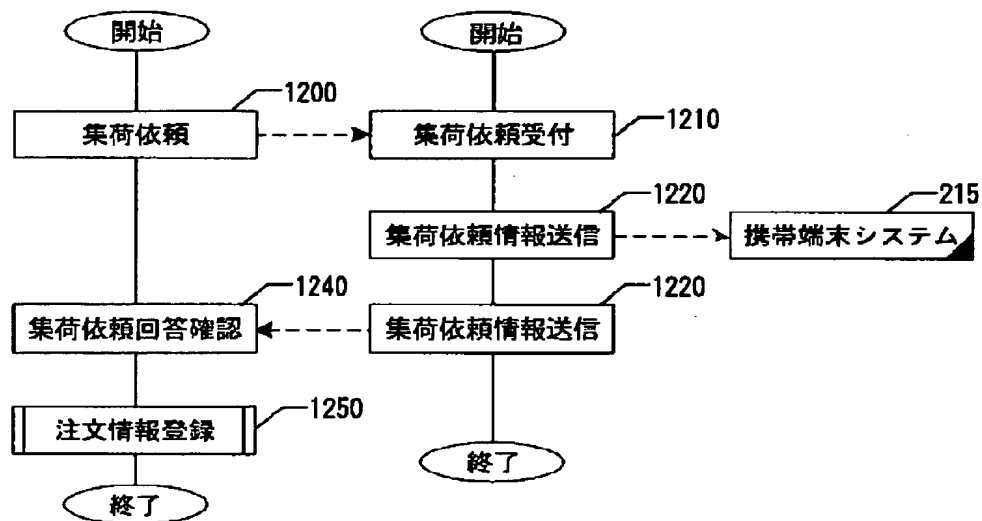 開始
開始
1200
集荷依頼
集荷依頼受付
1210
1220
215
集荷依頼情報送信
携帯端末システム
1240
1220
集荷依頼回答確認
集荷依頼情報送信
1250
注文情報登録
終了
終了